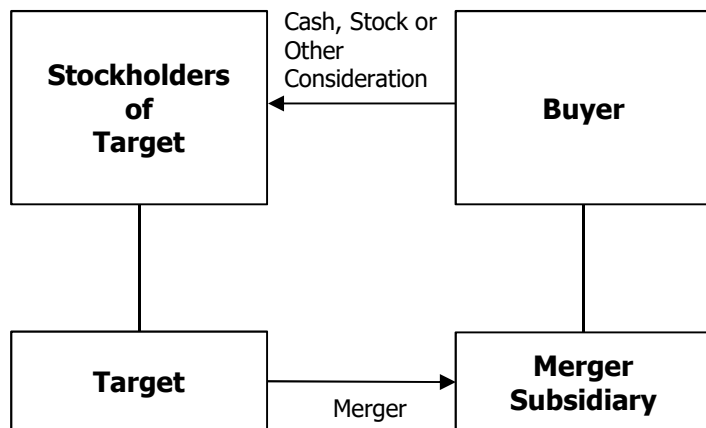 Cash, Stock or
Other
Consideration
Stockholders
of
Target
Buyer
Target
Merger
Merger
Subsidiary